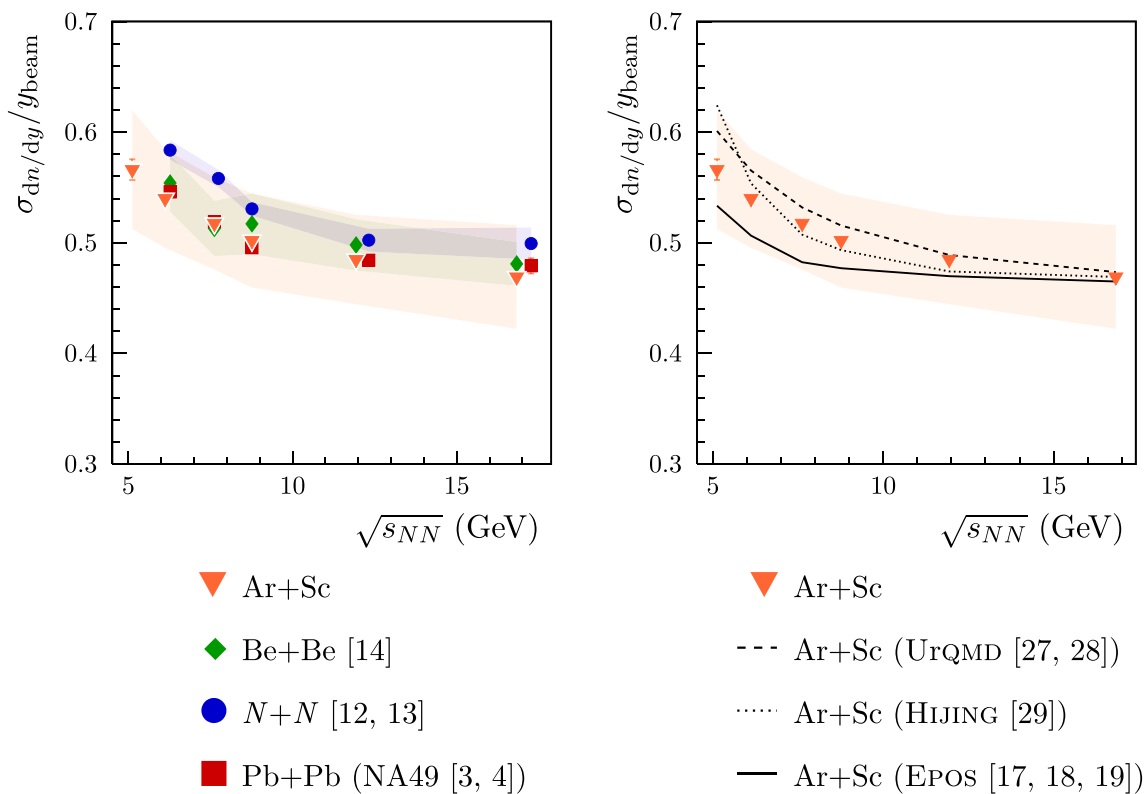 σdn/dy/ybeam
0.7
0.6
0.5
0.4
0.3
5
10
15
√sNN (GeV)
Ar+Sc
Be+Be [14]
N+N [12, 13]
Pb+Pb (NA49 [3, 4])
σdn/dy/ybeam
0.7
0.6
0.5
0.4
0.3
5
10
15
√sNN (GeV)
Ar+Sc
Ar+Sc (URQMD [27, 28])
Ar+Sc (HIJING [29])
Ar+Sc (EPOS [17, 18, 19])